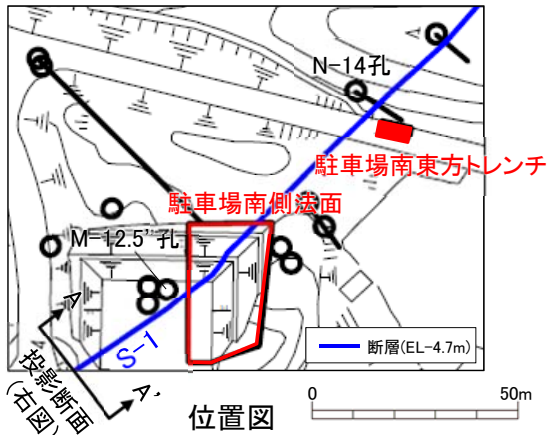 N-14孔
駐車場南東方トレンチ
駐車場南側法面
M-12.5'孔
A
S-1
断層(EL-4.7m)
投影断面
(右図)
A'
位置図
0
50m